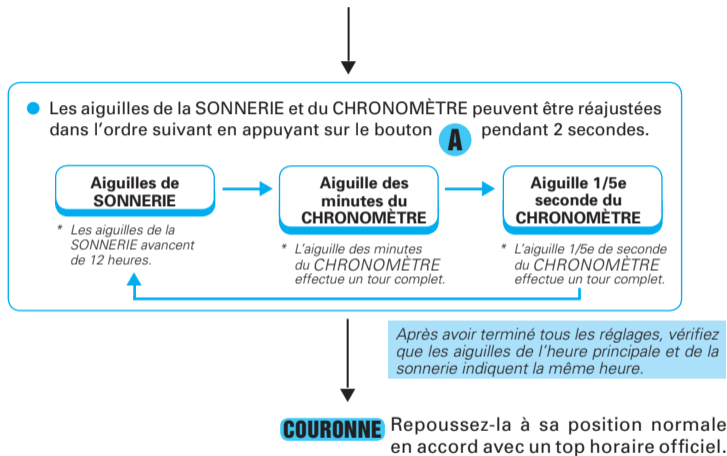 ● Les aiguilles de la SONNERIE et du CHRONOMÈTRE peuvent être réajustées
dans l'ordre suivant en appuyant sur le bouton A pendant 2 secondes.
Aiguilles de
SONNERIE
* Les aiguilles de la
SONNERIE avancent
de 12 heures.
Aiguille des
minutes du
CHRONOMÈTRE
* L'aiguille des minutes
du CHRONOMÈTRE
effectue un tour complet.
Aiguille 1/5e
seconde du
CHRONOMÈTRE
* L'aiguille 1/5e de seconde
du CHRONOMÈTRE
effectue un tour complet.
Après avoir terminé tous les réglages, vérifiez
que les aiguilles de l'heure principale et de la
sonnerie indiquent la même heure.
COURONNE Repoussez-la à sa position normale
en accord avec un top horaire officiel.